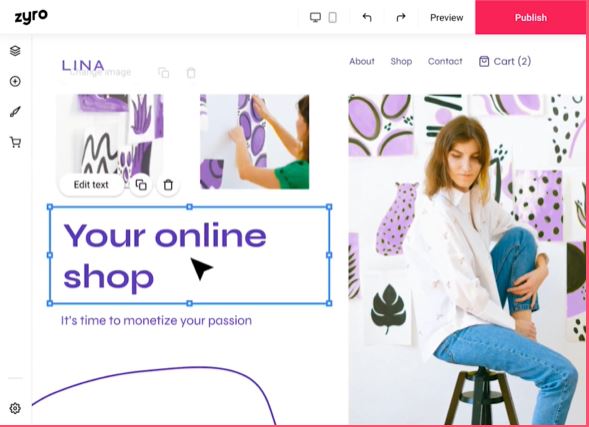 zyro
Preview
Publish
LINA
Change image
About
Shop
Contact
Cart (2)
Edit text
Your online
shop
It's time to monetize your passion